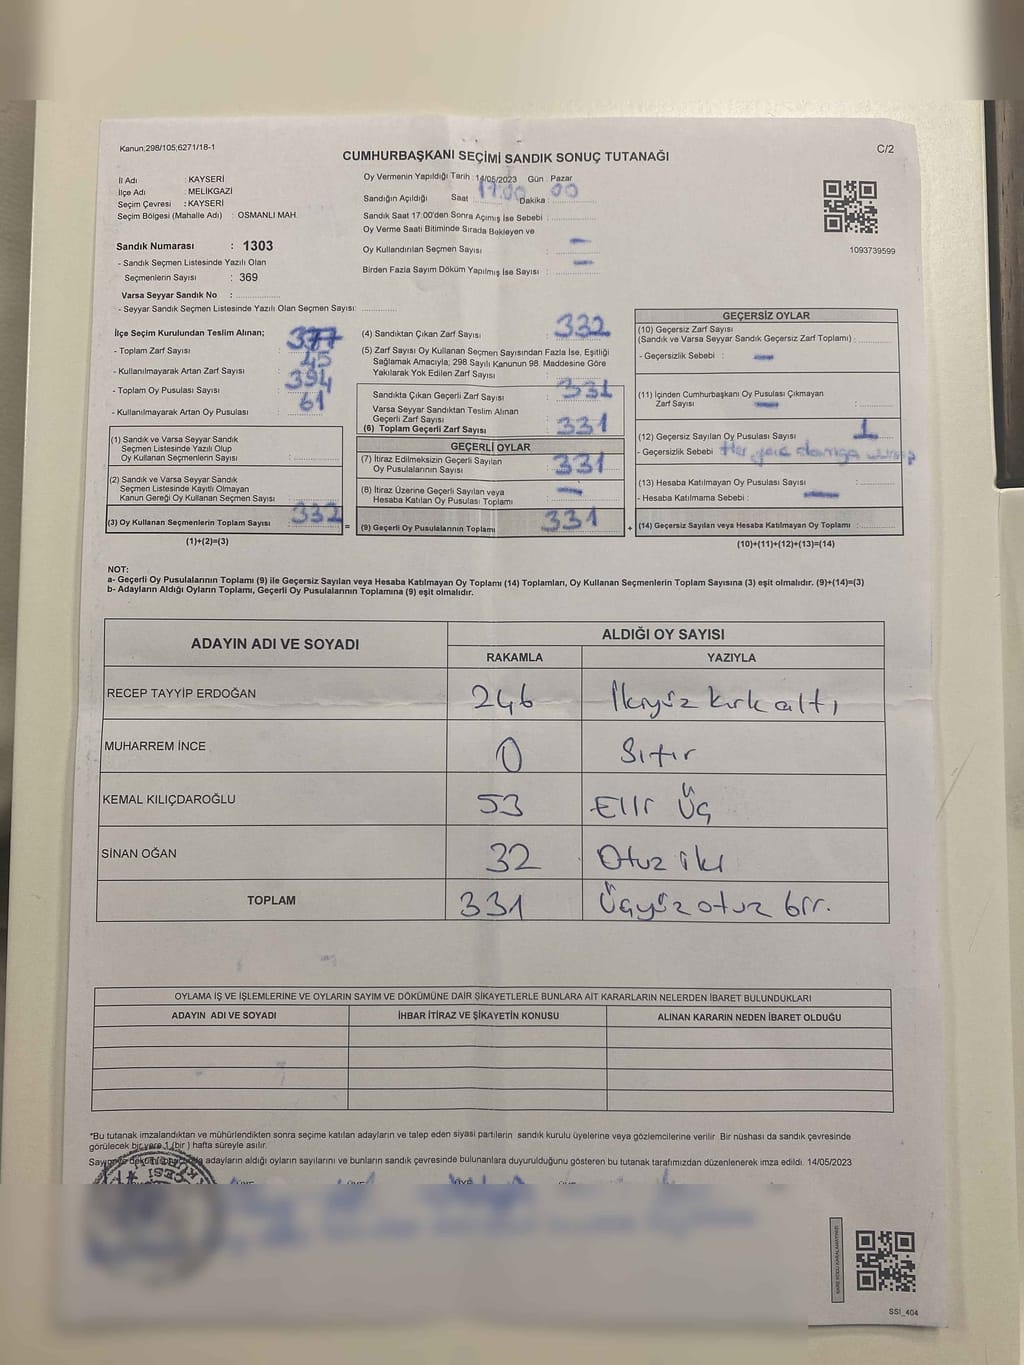 Kanun:298/105;6271/18-1
C/2
CUMHURBAŞKANI SEÇİMİ SANDIK SONUÇ TUTANAĞI
İl Adı : KAYSERİ
İlçe Adı : MELİKGAZİ
Seçim Çevresi : KAYSERİ
Seçim Bölgesi (Mahalle Adı) : OSMANLI MAH.
Sandık Numarası : 1303
- Sandık Seçmen Listesinde Yazılı Olan
Seçmenlerin Sayısı : 369
Varsa Seyyar Sandık No :
- Seyyar Sandık Seçmen Listesinde Yazılı Olan Seçmen Sayısı:
Oy Vermenin Yapıldığı Tarih : 14/05/2023 Gün : Pazar
Sandığın Açıldığı Saat 17:00 Dakika : 00
Sandık Saat 17.00'den Sonra Açımış İse Sebebi :
Oy Verme Saati Bitiminde Sırada Bekleyen ve
Oy Kullandırılan Seçmen Sayısı : -
Birden Fazla Sayım Döküm Yapılmış İse Sayısı : -
1093739599
İlçe Seçim Kurulundan Teslim Alınan;
- Toplam Zarf Sayısı :
- Kullanılmayarak Artan Zarf Sayısı : 45
- Toplam Oy Pusulası Sayısı : 394
- Kullanılmayarak Artan Oy Pusulası : 61
(1) Sandık ve Varsa Seyyar Sandık
Seçmen Listesinde Yazılı Olup
Oy Kullanan Seçmenlerin Sayısı :
(2) Sandık ve Varsa Seyyar Sandık
Seçmen Listesinde Kayıtlı Olmayan
Kanun Gereği Oy Kullanan Seçmen Sayısı :
(3) Oy Kullanan Seçmenlerin Toplam Sayısı 332 =
(1)+(2)=(3)
(4) Sandıktan Çıkan Zarf Sayısı : 332
(5) Zarf Sayısı Oy Kullanan Seçmen Sayısından Fazla İse, Eşitliği
Sağlamak Amacıyla; 298 Sayılı Kanunun 98. Maddesine Göre
Yakılarak Yok Edilen Zarf Sayısı :
Sandıkta Çıkan Geçerli Zarf Sayısı : 331
Varsa Seyyar Sandıktan Teslim Alınan
Geçerli Zarf Sayısı :
(6) Toplam Geçerli Zarf Sayısı : 331
GEÇERLİ OYLAR
(7) İtiraz Edilmeksizin Geçerli Sayılan
Oy Pusulalarının Sayısı : 331
(8) İtiraz Üzerine Geçerli Sayılan veya
Hesaba Katılan Oy Pusulası Toplamı : -
(9) Geçerli Oy Pusulalarının Toplamı 331 +
GEÇERSİZ OYLAR
(10) Geçersiz Zarf Sayısı
(Sandık ve Varsa Seyyar Sandık Geçersiz Zarf Toplamı) :
- Geçersizlik Sebebi : -
(11) İçinden Cumhurbaşkanı Oy Pusulası Çıkmayan
Zarf Sayısı : -
(12) Geçersiz Sayılan Oy Pusulası Sayısı : 1
- Geçersizlik Sebebi Her yere damga
(13) Hesaba Katılmayan Oy Pusulası Sayısı :
- Hesaba Katılmama Sebebi : -
(14) Geçersiz Sayılan veya Hesaba Katılmayan Oy Toplamı :
(10)+(11)+(12)+(13)=(14)
NOT:
a- Geçerli Oy Pusulalarının Toplamı (9) ile Geçersiz Sayılan veya Hesaba Katılmayan Oy Toplamı (14) Toplamları, Oy Kullanan Seçmenlerin Toplam Sayısına (3) eşit olmalıdır. (9)+(14)=(3)
b- Adayların Aldığı Oyların Toplamı, Geçerli Oy Pusulalarının Toplamına (9) eşit olmalıdır.
ADAYIN ADI VE SOYADI
ALDIĞI OY SAYISI
RAKAMLA YAZIYLA
RECEP TAYYİP ERDOĞAN 246 İkiyüz kırk altı
MUHARREM İNCE 0 Sıfır
KEMAL KILIÇDAROĞLU 53 Elli Üç
SİNAN OĞAN 32 Otuz iki
TOPLAM 331 Üçyüz otuz bir.
OYLAMA İŞ VE İŞLEMLERİNE VE OYLARIN SAYIM VE DÖKÜMÜNE DAİR ŞİKAYETLERLE BUNLARA AİT KARARLARIN NELERDEN İBARET BULUNDUKLARI
ADAYIN ADI VE SOYADI İHBAR İTİRAZ VE ŞİKAYETİN KONUSU ALINAN KARARIN NEDEN İBARET OLDUĞU
*Bu tutanak imzalandıktan ve mühürlendikten sonra seçime katılan adayların ve talep eden siyasi partilerin sandık kurulu üyelerine veya gözlemcilerine verilir. Bir nüshası da sandık çevresinde
görülecek bir yere 1 (bir ) hafta süreyle asılır.
adayların aldığı oyların sayılarını ve bunların sandık çevresinde bulunanlara duyurulduğunu gösteren bu tutanak tarafımızdan düzenlenerek imza edildi. 14/05/2023
SSI_404